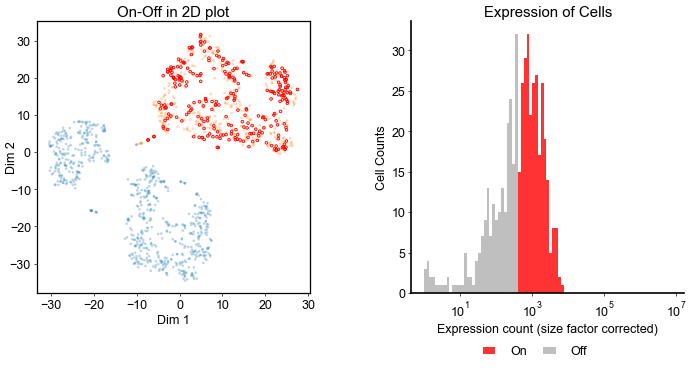 On-Off in 2D plot
Dim 2
30
20
10
0
−10
−20
−30
−30 −20 −10 0 10 20 30
Dim 1
Expression of Cells
Cell Counts
30
25
20
15
10
5
0
10^1 10^3 10^5 10^7
Expression count (size factor corrected)
On Off